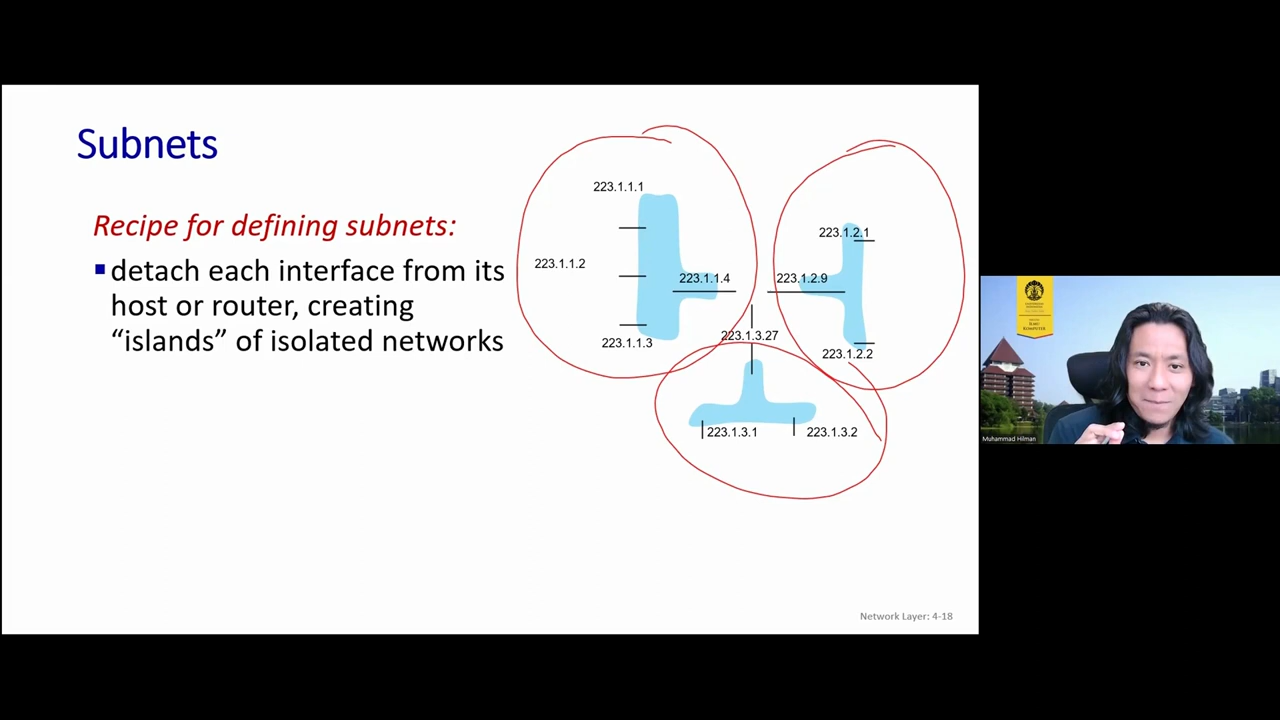 Subnets
Recipe for defining subnets:
detach each interface from its
host or router, creating
“islands” of isolated networks
223.1.1.1
223.1.1.2
223.1.1.3
223.1.1.4
223.1.2.9
223.1.2.1
223.1.2.2
223.1.3.27
223.1.3.1
223.1.3.2
Network Layer: 4-18
ILMU
KOMPUTER
Muhammad Hilman